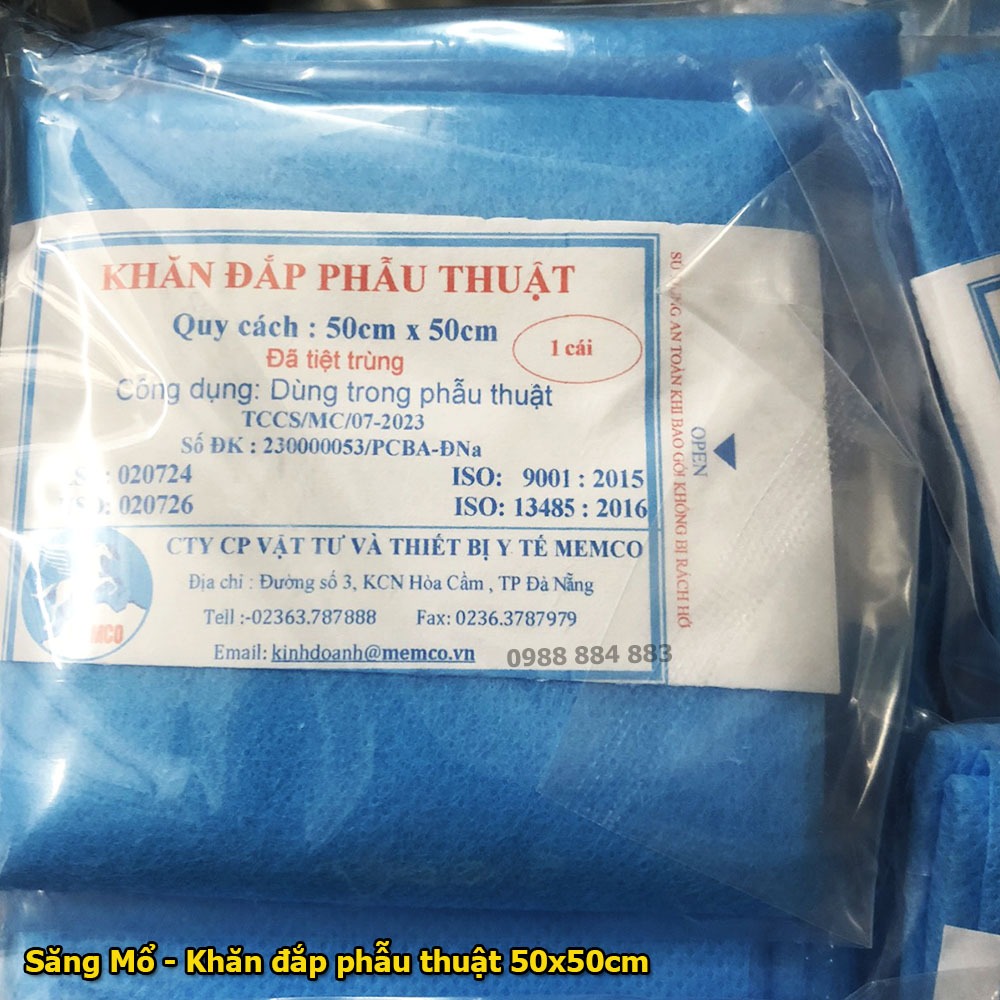 KHĂN ĐẮP PHẪU THUẬT
Quy cách : 50cm x 50cm
1 cái
Đã tiệt trùng
Công dụng: Dùng trong phẫu thuật
TCCS/MC/07-2023
Số ĐK : 230000053/PCBA-ĐNa
: 020724
ISO: 9001 : 2015
: 020726
ISO: 13485 : 2016
CTY CP VẬT TƯ VÀ THIẾT BỊ Y TẾ MEMCO
Địa chỉ : Đường số 3, KCN Hòa Cầm , TP Đà Nẵng
Tell :-02363.787888 Fax: 0236.3787979
Email: kinhdoanh@memco.vn
0988 884 883
OPEN
AN TOÀN KHI BAO GÓI KHÔNG BỊ RÁCH HỞ
Săng Mổ - Khăn đắp phẫu thuật 50x50cm